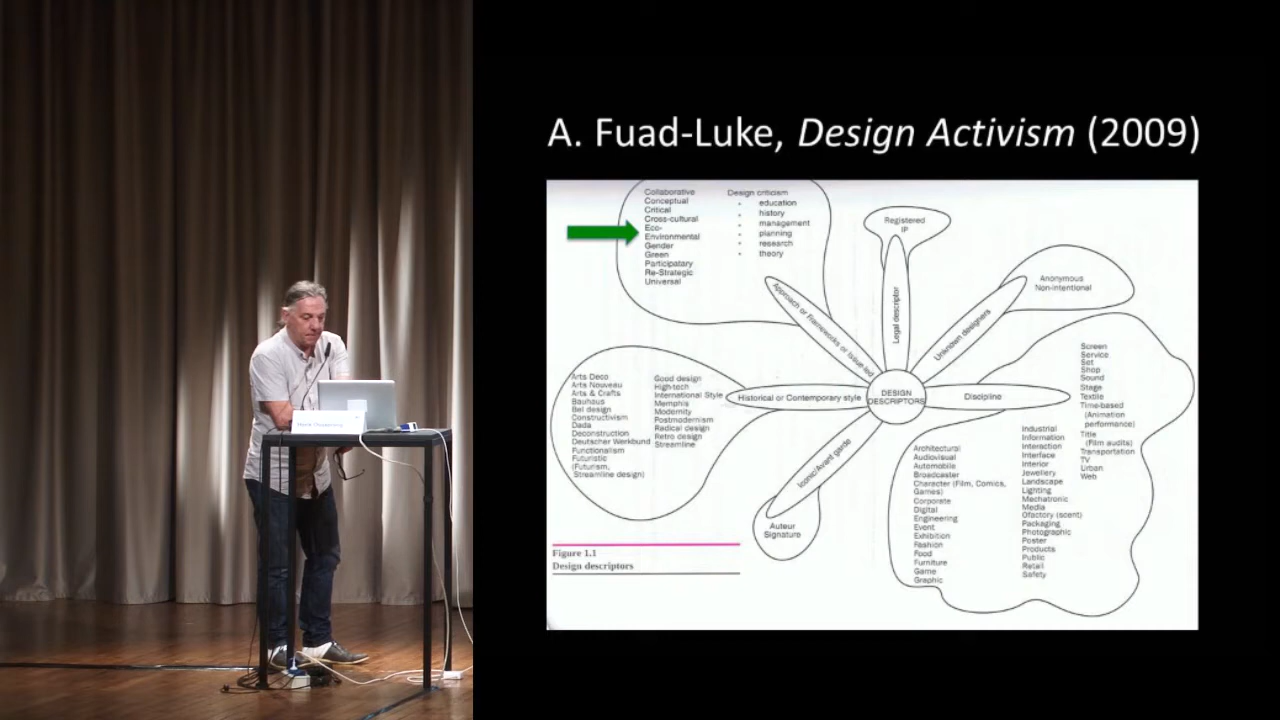 A. Fuad-Luke, Design Activism (2009)
Collaborative
Conceptual
Critical
Cross-cultural
Eco-
Environmental
Gender
Green
Participatary
Re-Strategic
Universal
Design criticism
• education
• history
• management
• planning
• research
• theory
Registered
IP
Anonymous
Non-intentional
Approach or Frameworks or Issue-led
Legal descriptor
Unknown designers
Historical or Contemporary style
DESIGN
DESCRIPTORS
Discipline
Iconic/Avant garde
Auteur
Signature
Arts Deco
Arts Nouveau
Arts & Crafts
Bauhaus
Bel design
Constructivism
Dada
Deconstruction
Deutscher Werkbund
Functionalism
Futuristic
(Futurism,
Streamline design)
Good design
High-tech
International Style
Memphis
Modernity
Postmodernism
Radical design
Retro design
Streamline
Architectural
Audiovisual
Automobile
Broadcaster
Character (Film, Comics,
Games)
Corporate
Digital
Engineering
Event
Exhibition
Fashion
Food
Furniture
Game
Graphic
Industrial
Information
Interaction
Interface
Interior
Jewellery
Landscape
Lighting
Mechatronic
Media
Olfactory (scent)
Packaging
Photographic
Poster
Products
Public
Retail
Safety
Screen
Service
Set
Shop
Sound
Stage
Textile
Time-based
(Animation
performance)
Title
(Film audits)
Transportation
TV
Urban
Web
Figure 1.1
Design descriptors